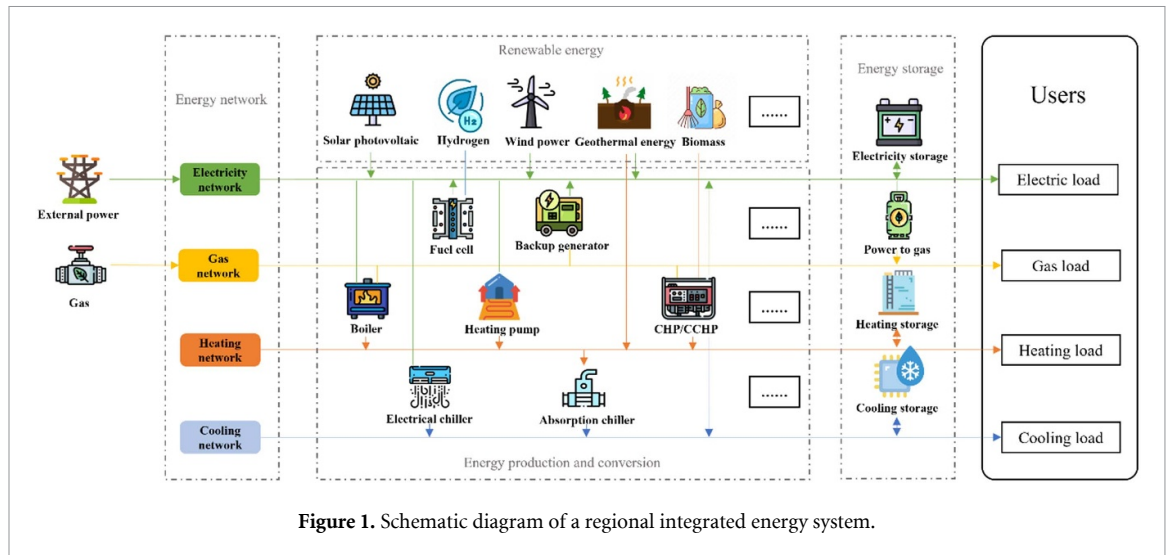 Renewable energy
Energy network
Energy storage
Users
Solar photovoltaic
Hydrogen
H2
Wind power
Geothermal energy
Biomass
......
Electricity storage
External power
Electricity
network
Electric load
Fuel cell
Backup generator
......
Power to gas
Gas
Gas
network
Gas load
Boiler
Heating pump
CHP/CCHP
......
Heating storage
Heating
network
Heating load
Electrical chiller
Absorption chiller
......
Cooling storage
Cooling
network
Cooling load
Energy production and conversion
Figure 1. Schematic diagram of a regional integrated energy system.